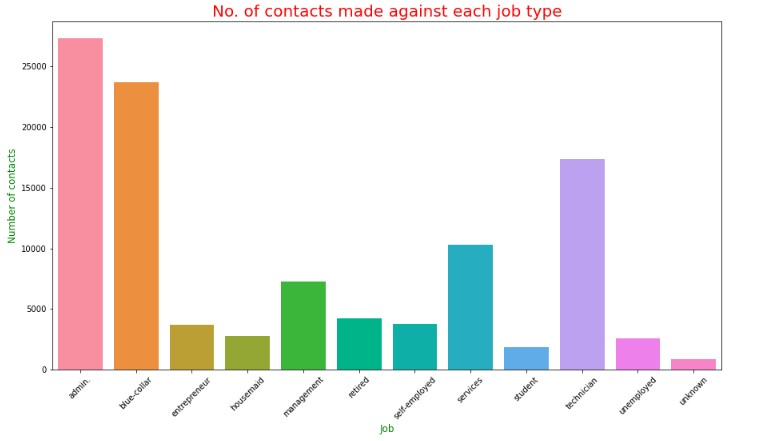 No. of contacts made against each job type
Number of contacts
25000
20000
15000
10000
5000
0
admin.
blue-collar
entrepreneur
housemaid
management
retired
self-employed
services
student
technician
unemployed
unknown
Job